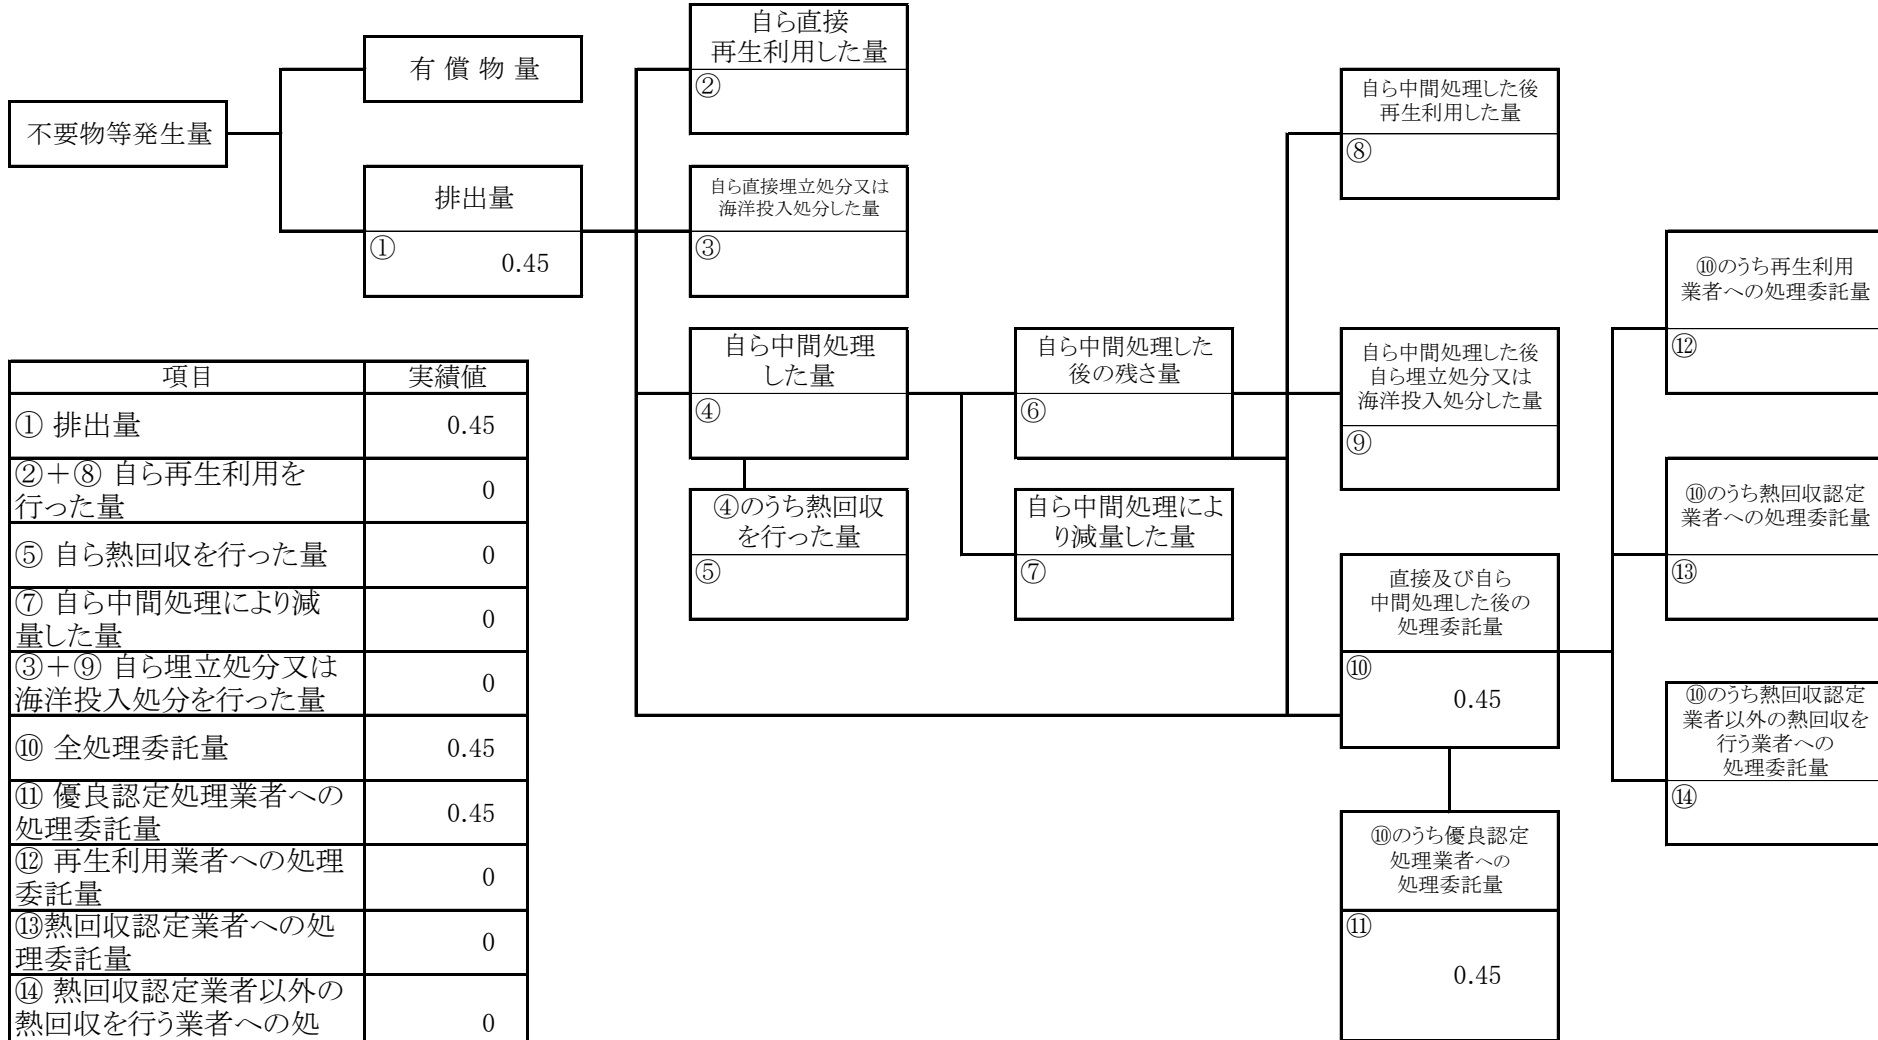 不要物等発生量
有 償 物 量
排出量
①
0.45
自ら直接
再生利用した量
②
自ら直接埋立処分又は
海洋投入処分した量
③
自ら中間処理
した量
④
④のうち熱回収
を行った量
⑤
自ら中間処理した
後の残さ量
⑥
自ら中間処理によ
り減量した量
⑦
自ら中間処理した後
再生利用した量
⑧
自ら中間処理した後
自ら埋立処分又は
海洋投入処分した量
⑨
直接及び自ら
中間処理した後の
処理委託量
⑩
0.45
⑩のうち優良認定
処理業者への
処理委託量
⑪
0.45
⑩のうち再生利用
業者への処理委託量
⑫
⑩のうち熱回収認定
業者への処理委託量
⑬
⑩のうち熱回収認定
業者以外の熱回収を
行う業者への
処理委託量
⑭
項目 実績値
① 排出量 0.45
②+⑧ 自ら再生利用を
行った量 0
⑤ 自ら熱回収を行った量 0
⑦ 自ら中間処理により減
量した量 0
③+⑨ 自ら埋立処分又は
海洋投入処分を行った量 0
⑩ 全処理委託量 0.45
⑪ 優良認定処理業者への
処理委託量 0.45
⑫ 再生利用業者への処理
委託量 0
⑬熱回収認定業者への処
理委託量 0
⑭ 熱回収認定業者以外の
熱回収を行う業者への処 0